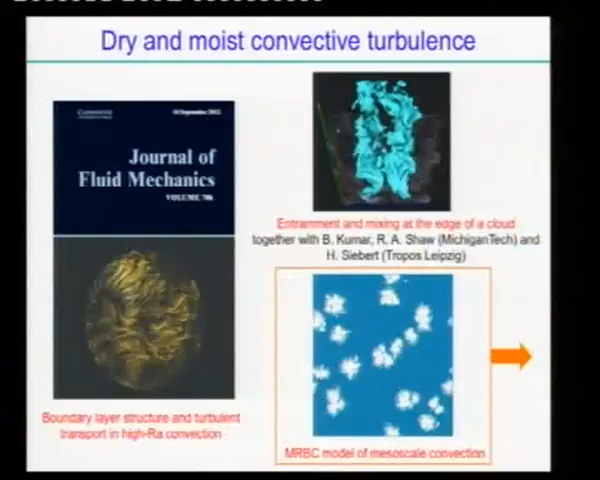 Dry and moist convective turbulence
Journal of
Fluid Mechanics
VOLUME 706
Boundary layer structure and turbulent
transport in high-Ra convection
Entrainment and mixing at the edge of a cloud
together with B. Kumar, R. A. Shaw (MichiganTech) and
H. Siebert (Tropos Leipzig)
MRBC model of mesoscale convection